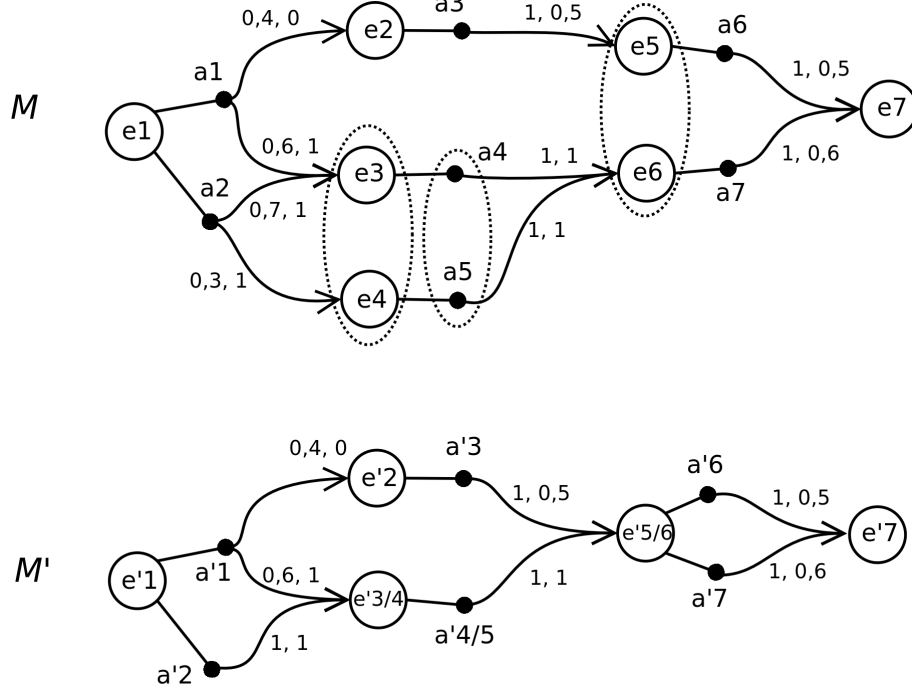 a3
0,4, 0
e2
1, 0,5
e5
a6
1, 0,5
M
a1
e1
e7
0,6, 1
e3
a4
1, 1
e6
1, 0,6
a2
0,7, 1
a7
1, 1
0,3, 1
e4
a5
0,4, 0
a'3
e'2
1, 0,5
a'6
1, 0,5
e'5/6
e'7
M'
e'1
a'1
0,6, 1
e'3/4
1, 1
1, 0,6
a'7
a'4/5
1, 1
a'2